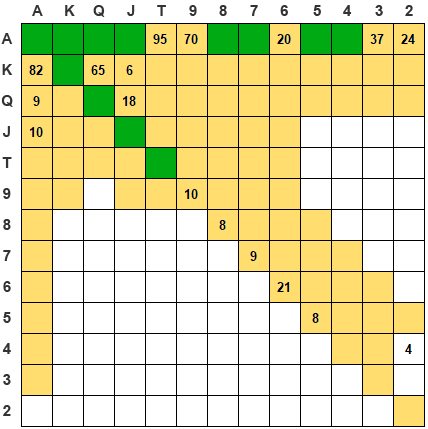 A K Q J T 9 8 7 6 5 4 3 2
A 95 70 20 37 24
K 82 65 6
Q 9 18
J 10
T
9 10
8 8
7 9
6 21
5 8
4 4
3
2